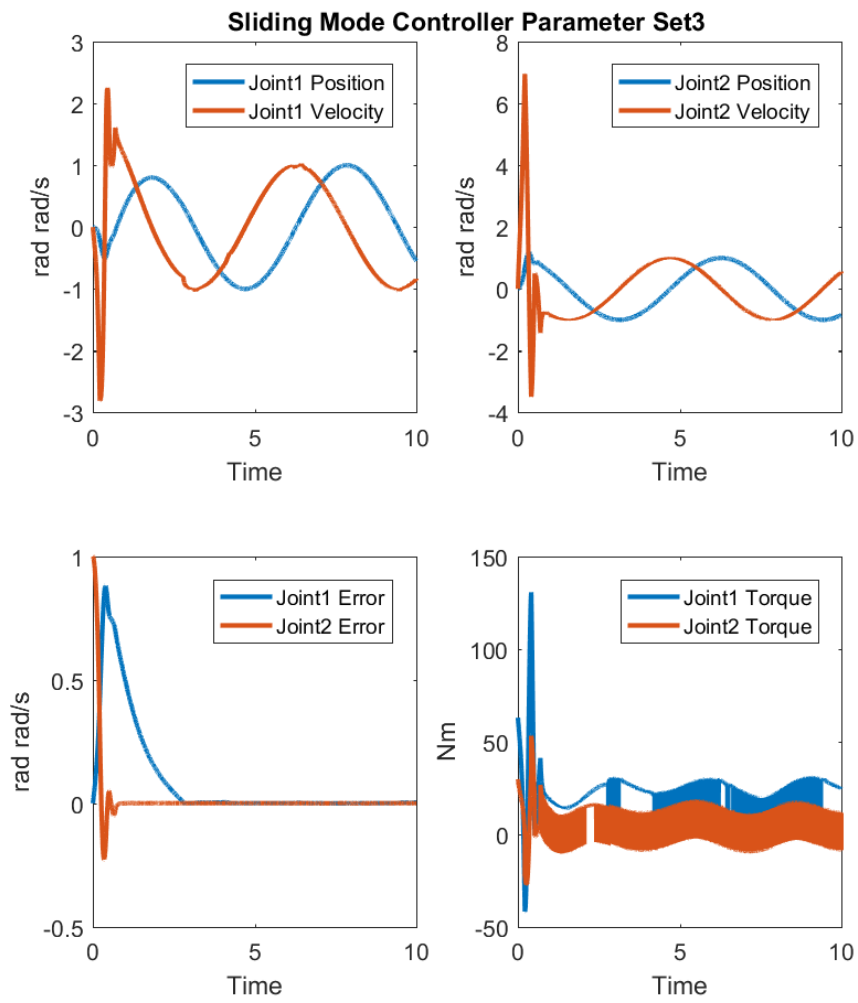 Sliding Mode Controller Parameter Set3
3
2
1
0
-1
-2
-3
rad rad/s
Joint1 Position
Joint1 Velocity
0
5
10
Time
8
6
4
2
0
-2
-4
rad rad/s
Joint2 Position
Joint2 Velocity
0
5
10
Time
1
0.5
0
-0.5
rad rad/s
Joint1 Error
Joint2 Error
0
5
10
Time
150
100
50
0
-50
Nm
Joint1 Torque
Joint2 Torque
0
5
10
Time